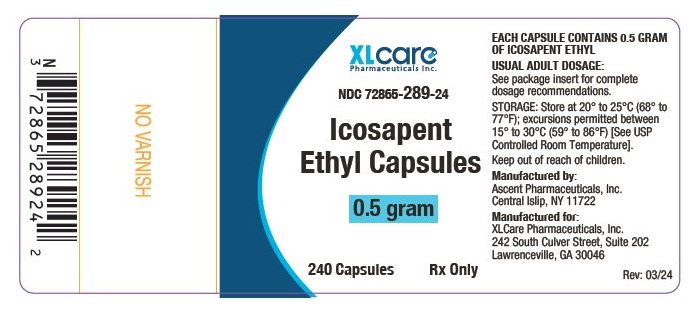 N
3 72865 28924 2
NO VARNISH
XLcare
Pharmaceuticals Inc.
NDC 72865-289-24
Icosapent
Ethyl Capsules
0.5 gram
240 Capsules Rx Only
EACH CAPSULE CONTAINS 0.5 GRAM
OF ICOSAPENT ETHYL
USUAL ADULT DOSAGE:
See package insert for complete
dosage recommendations.
STORAGE: Store at 20° to 25°C (68° to
77°F); excursions permitted between
15° to 30°C (59° to 86°F) [See USP
Controlled Room Temperature].
Keep out of reach of children.
Manufactured by:
Ascent Pharmaceuticals, Inc.
Central Islip, NY 11722
Manufactured for:
XLCare Pharmaceuticals, Inc.
242 South Culver Street, Suite 202
Lawrenceville, GA 30046
Rev: 03/24